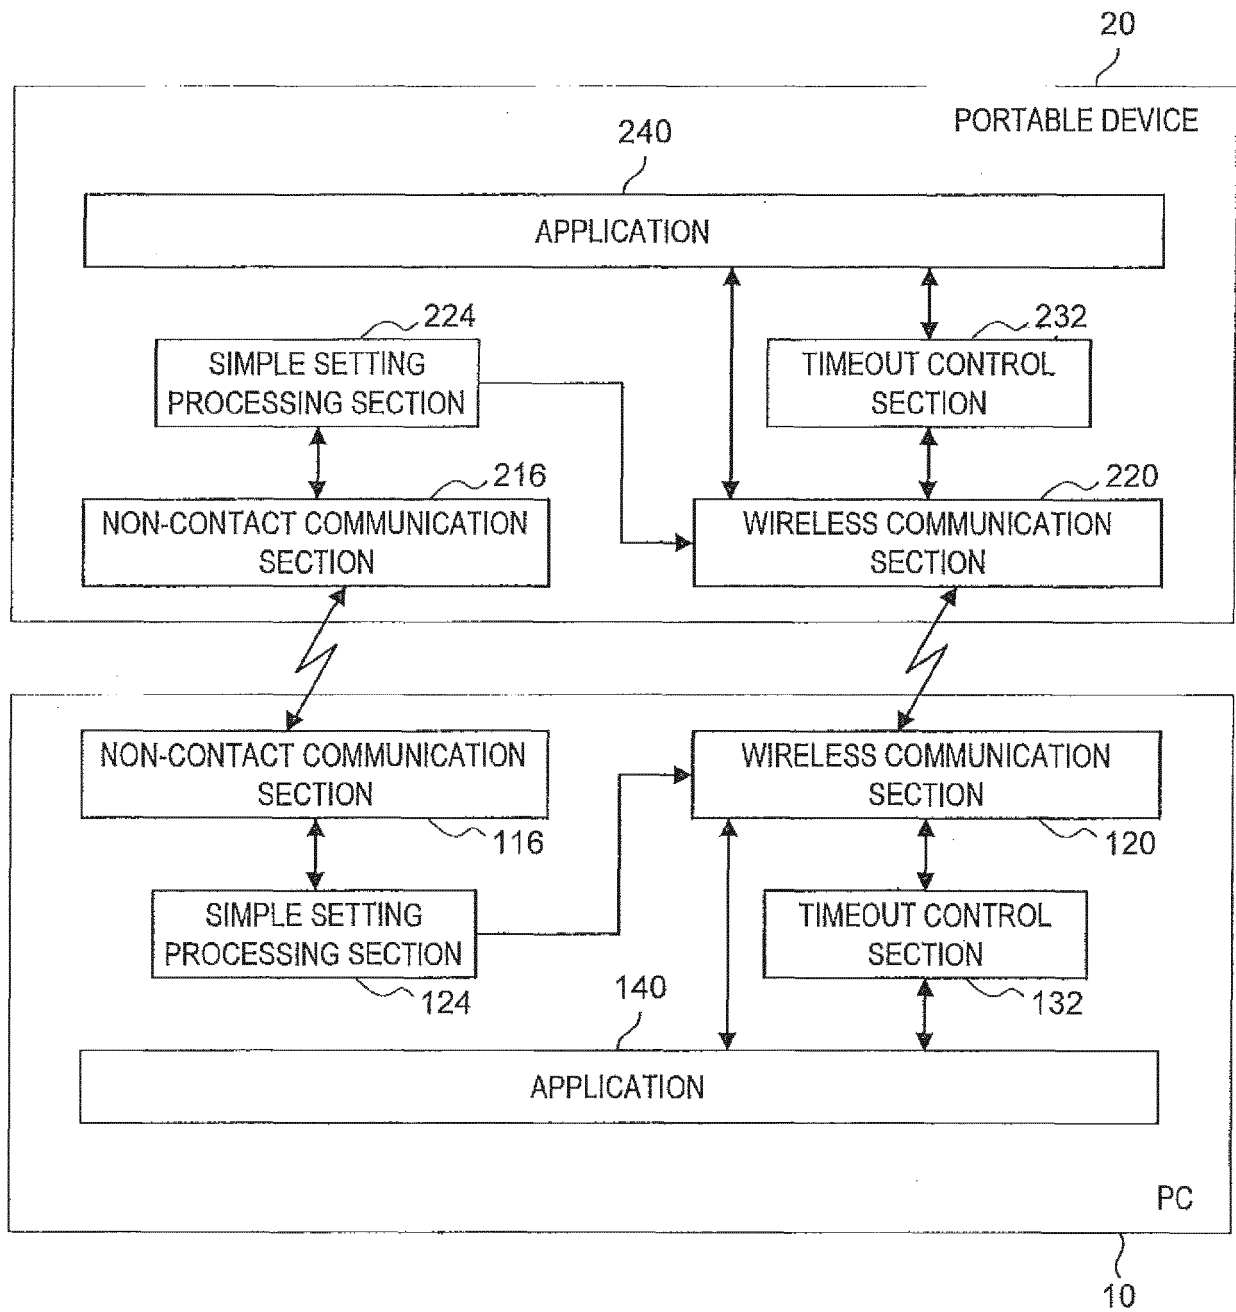 20
PORTABLE DEVICE
240
APPLICATION
224
SIMPLE SETTING
PROCESSING SECTION
232
TIMEOUT CONTROL
SECTION
216
NON-CONTACT COMMUNICATION
SECTION
220
WIRELESS COMMUNICATION
SECTION
NON-CONTACT COMMUNICATION
SECTION
116
WIRELESS COMMUNICATION
SECTION
120
SIMPLE SETTING
PROCESSING SECTION
124
TIMEOUT CONTROL
SECTION
132
140
APPLICATION
PC
10